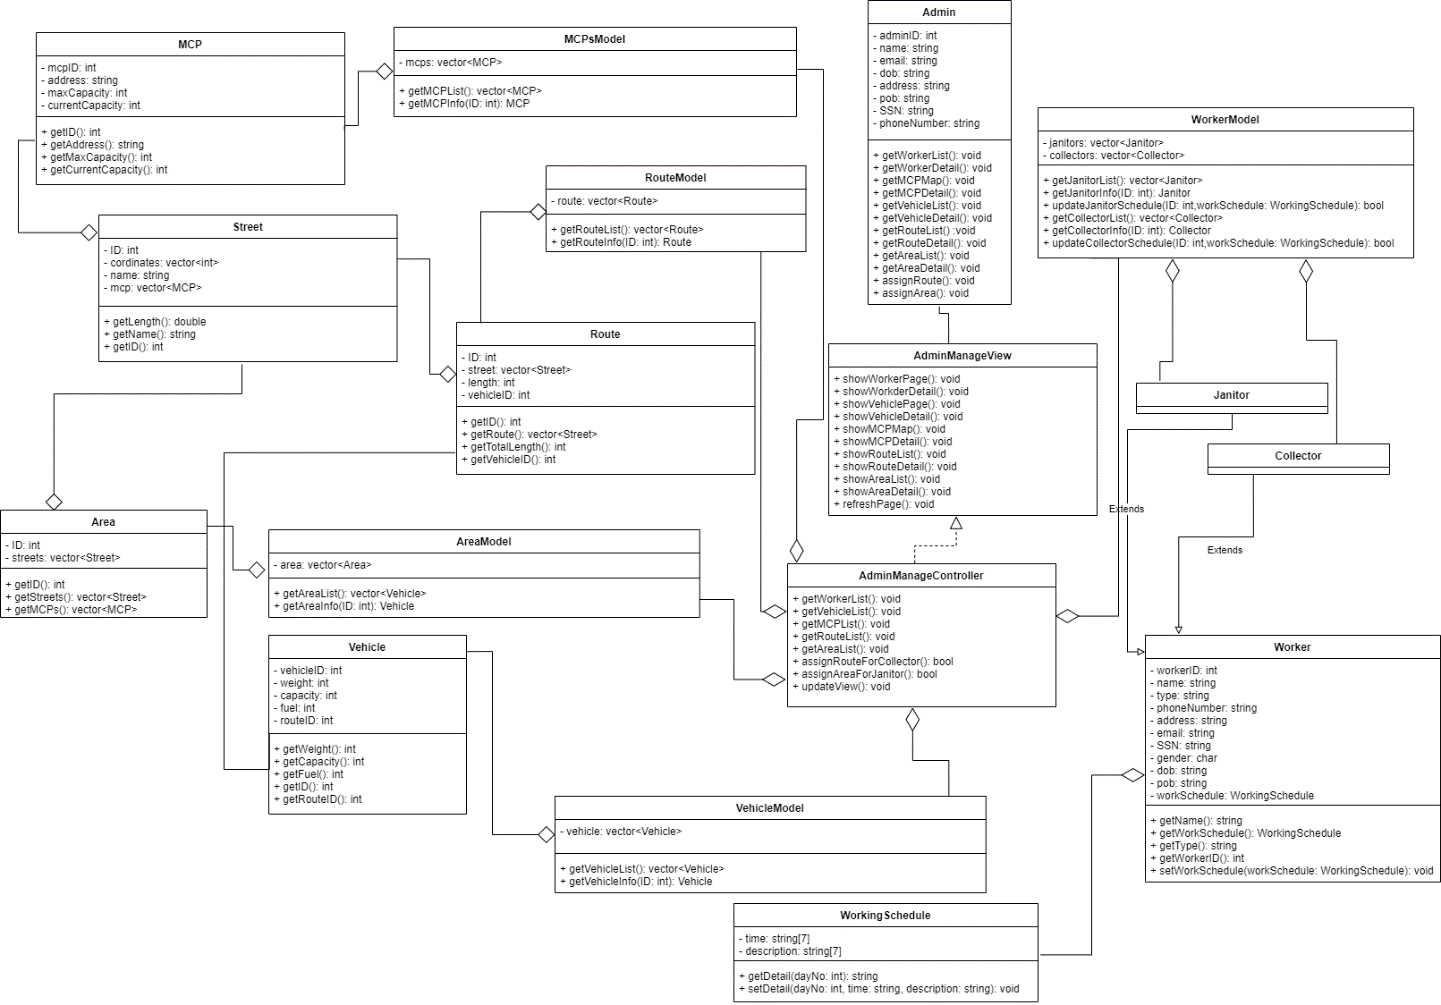 MCP
- mcpID: int
- address: string
- maxCapacity: int
- currentCapacity: int
+ getID(): int
+ getAddress(): string
+ getMaxCapacity(): int
+ getCurrentCapacity(): int
MCPsModel
- mcps: vector<MCP>
+ getMCPList(): vector<MCP>
+ getMCPInfo(ID: int): MCP
Admin
- adminID: int
- name: string
- email: string
- dob: string
- address: string
- pob: string
- SSN: string
- phoneNumber: string
+ getWorkerList(): void
+ getWorkerDetail(): void
+ getMCPMap(): void
+ getMCPDetail(): void
+ getVehicleList(): void
+ getVehicleDetail(): void
+ getRouteList( :void
+ getRouteDetail(): void
+ getAreaList(): void
+ getAreaDetail(): void
+ assignRoute(): void
+ assignArea(): void
WorkerModel
- janitors: vector<Janitor>
- collectors: vector<Collector>
+ getJanitorList(): vector<Janitor>
+ getJanitorInfo(ID: int): Janitor
+ updateJanitorSchedule(ID: int,workSchedule: WorkingSchedule): bool
+ getCollectorList(): vector<Collector>
+ getCollectorInfo(ID: int): Collector
+ updateCollectorSchedule(ID: int,workSchedule: WorkingSchedule): bool
RouteModel
- route: vector<Route>
+ getRouteList(): vector<Route>
+ getRouteInfo(ID: int): Route
Street
- ID: int
- cordinates: vector<int>
- name: string
- mcp: vector<MCP>
+ getLength(): double
+ getName(): string
+ getID(): int
Route
- ID: int
- street: vector<Street>
- length: int
- vehicleID: int
+ getID(): int
+ getRoute(): vector<Street>
+ getTotalLength(): int
+ getVehicleID(): int
AdminManageView
+ showWorkerPage(): void
+ showWorkderDetail(): void
+ showVehiclePage(): void
+ showVehicleDetail(): void
+ showMCPMap(): void
+ showMCPDetail(): void
+ showRouteList(): void
+ showRouteDetail(): void
+ showAreaList(): void
+ showAreaDetail(): void
+ refreshPage(): void
Janitor
Collector
Extends
Extends
Area
- ID: int
- streets: vector<Street>
+ getID(): int
+ getStreets(): vector<Street>
+ getMCPs(): vector<MCP>
AreaModel
- area: vector<Area>
+ getAreaList(): vector<Vehicle>
+ getAreaInfo(ID: int): Vehicle
AdminManageController
+ getWorkerList(): void
+ getVehicleList(): void
+ getMCPList(): void
+ getRouteList(): void
+ getAreaList(): void
+ assignRouteForCollector(): bool
+ assignAreaForJanitor(): bool
+ updateView(): void
Vehicle
- vehicleID: int
- weight: int
- capacity: int
- fuel: int
- routeID: int
+ getWeight(): int
+ getCapacity(): int
+ getFuel(): int
+ getID(): int
+ getRouteID(): int
Worker
- workerID: int
- name: string
- type: string
- phoneNumber: string
- address: string
- email: string
- SSN: string
- gender: char
- dob: string
- pob: string
- workSchedule: WorkingSchedule
+ getName(): string
+ getWorkSchedule(): WorkingSchedule
+ getType(): string
+ getWorkerID(): int
+ setWorkSchedule(workSchedule: WorkingSchedule): void
VehicleModel
- vehicle: vector<Vehicle>
+ getVehicleList(): vector<Vehicle>
+ getVehicleInfo(ID: int): Vehicle
WorkingSchedule
- time: string[7]
- description: string[7]
+ getDetail(dayNo: int): string
+ setDetail(dayNo: int, time: string, description: string): void